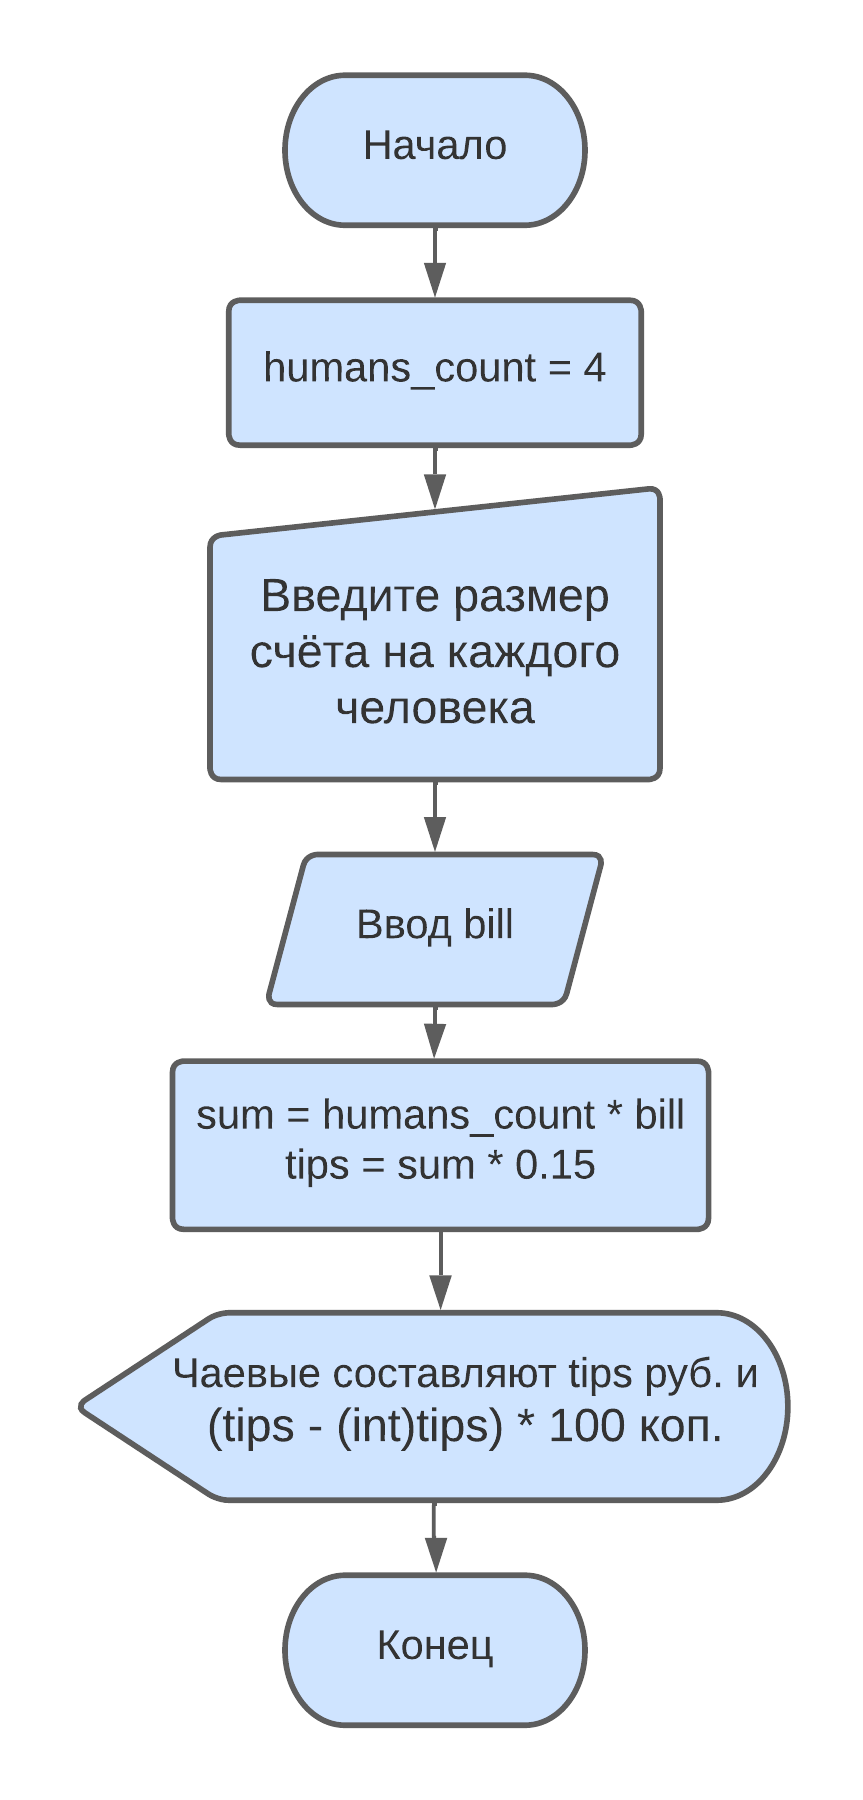 Начало
humans_count = 4
Введите размер
счёта на каждого
человека
Ввод bill
sum = humans_count * bill
tips = sum * 0.15
Чаевые составляют tips руб. и
(tips - (int)tips) * 100 коп.
Конец